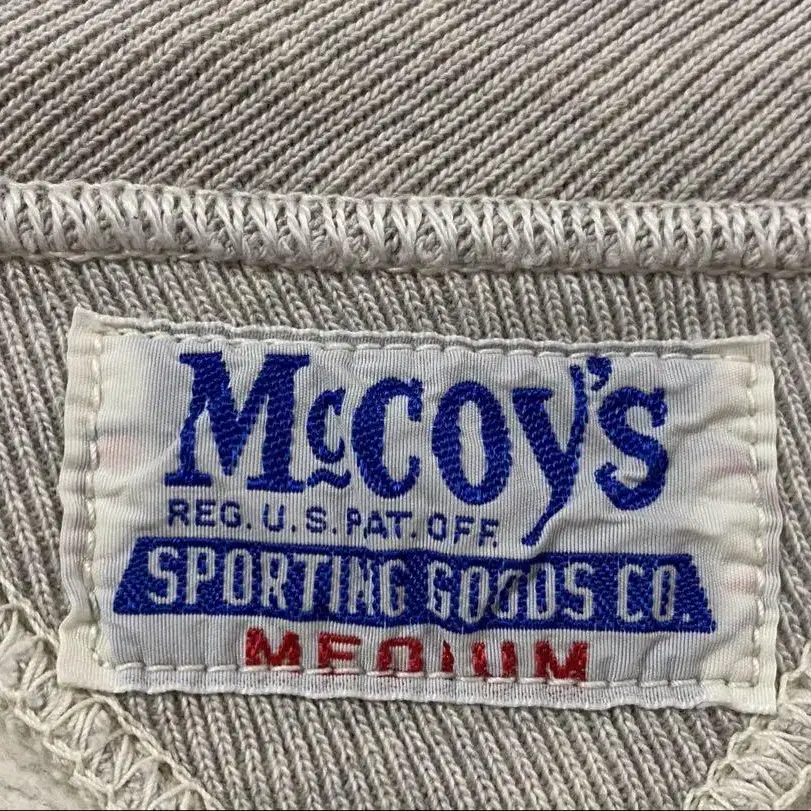 McCOY's
REG. U.S. PAT. OFF.
SPORTING GOODS CO.
MEDIUM